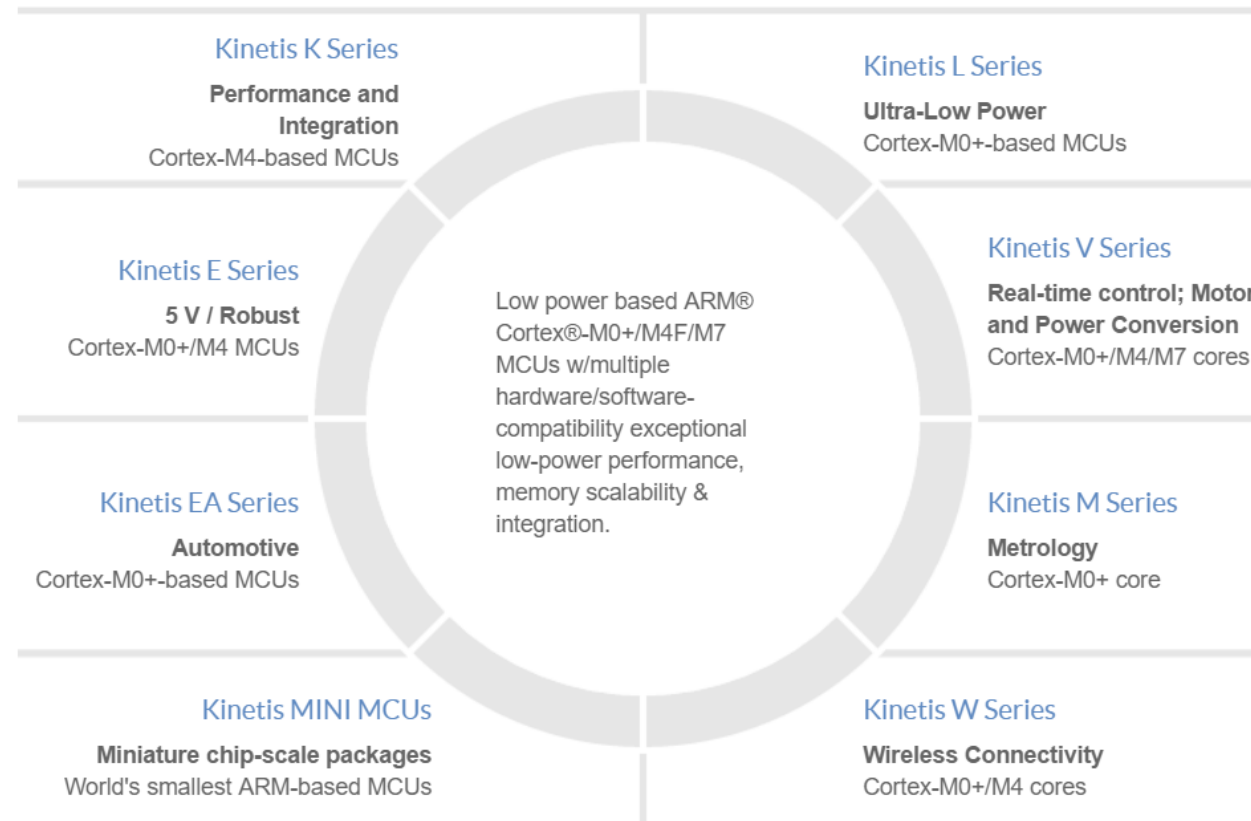 Kinetis K Series
Performance and
Integration
Cortex-M4-based MCUs
Kinetis L Series
Ultra-Low Power
Cortex-M0+-based MCUs
Kinetis E Series
5 V / Robust
Cortex-M0+/M4 MCUs
Low power based ARM®
Cortex®-M0+/M4F/M7
MCUs w/multiple
hardware/software-
compatibility exceptional
low-power performance,
memory scalability &
integration.
Kinetis V Series
Real-time control; Motor
and Power Conversion
Cortex-M0+/M4/M7 cores
Kinetis EA Series
Automotive
Cortex-M0+-based MCUs
Kinetis M Series
Metrology
Cortex-M0+ core
Kinetis MINI MCUs
Miniature chip-scale packages
World's smallest ARM-based MCUs
Kinetis W Series
Wireless Connectivity
Cortex-M0+/M4 cores